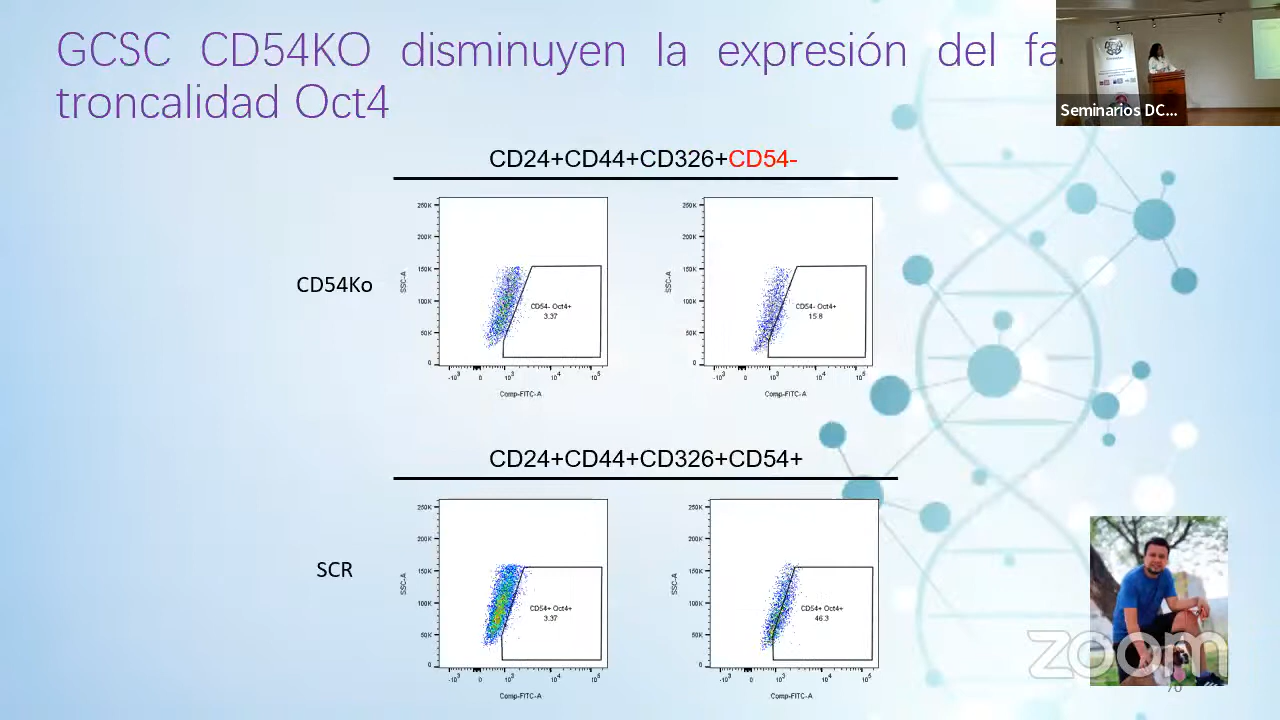 GCSC CD54KO disminuyen la expresión del fa
troncalidad Oct4
Seminarios DC...
CD24+CD44+CD326+CD54-
CD54Ko
250K
200K
150K
100K
50K
0
SSC-A
CD54- Oct4+
3.37
-10³ 0 10³ 10⁴ 10⁵
Comp-FITC-A
250K
200K
150K
100K
50K
0
SSC-A
CD54- Oct4+
15.8
-10³ 0 10³ 10⁴ 10⁵
Comp-FITC-A
CD24+CD44+CD326+CD54+
SCR
250K
200K
150K
100K
50K
0
SSC-A
CD54+ Oct4+
3.37
-10³ 0 10³ 10⁴ 10⁵
Comp-FITC-A
250K
200K
150K
100K
50K
0
SSC-A
CD54+ Oct4+
46.3
-10³ 0 10³ 10⁴ 10⁵
Comp-FITC-A
zoom
70